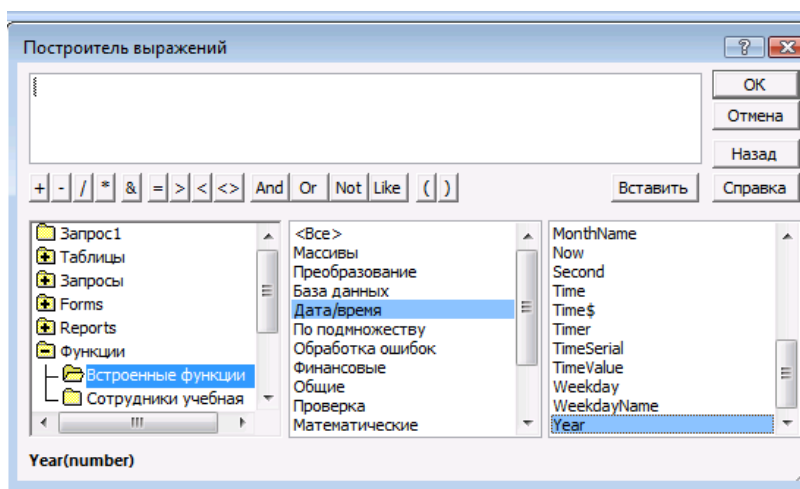 Построитель выражений
ОК
Отмена
Назад
+ - / * & = > < <> And Or Not Like ( ) Вставить Справка
Запрос1
Таблицы
Запросы
Forms
Reports
Функции
Встроенные функции
Сотрудники учебная
<Все>
Массивы
Преобразование
База данных
Дата/время
По подмножеству
Обработка ошибок
Финансовые
Общие
Проверка
Математические
MonthName
Now
Second
Time
Time$
Timer
TimeSerial
TimeValue
Weekday
WeekdayName
Year
Year(number)